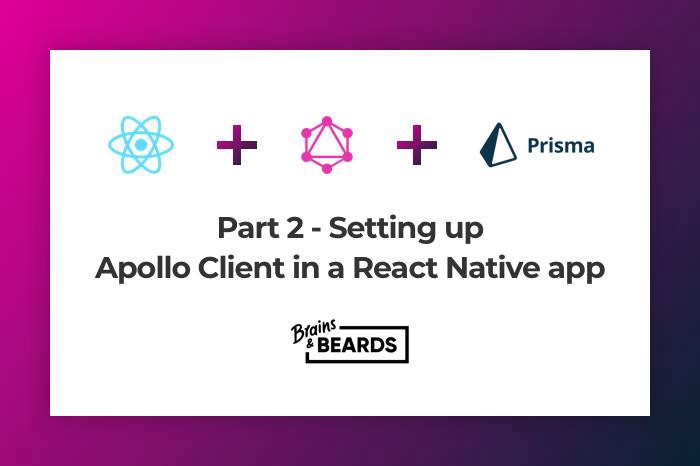 Prisma
Part 2 - Setting up
Apollo Client in a React Native app
Brains
& BEARDS